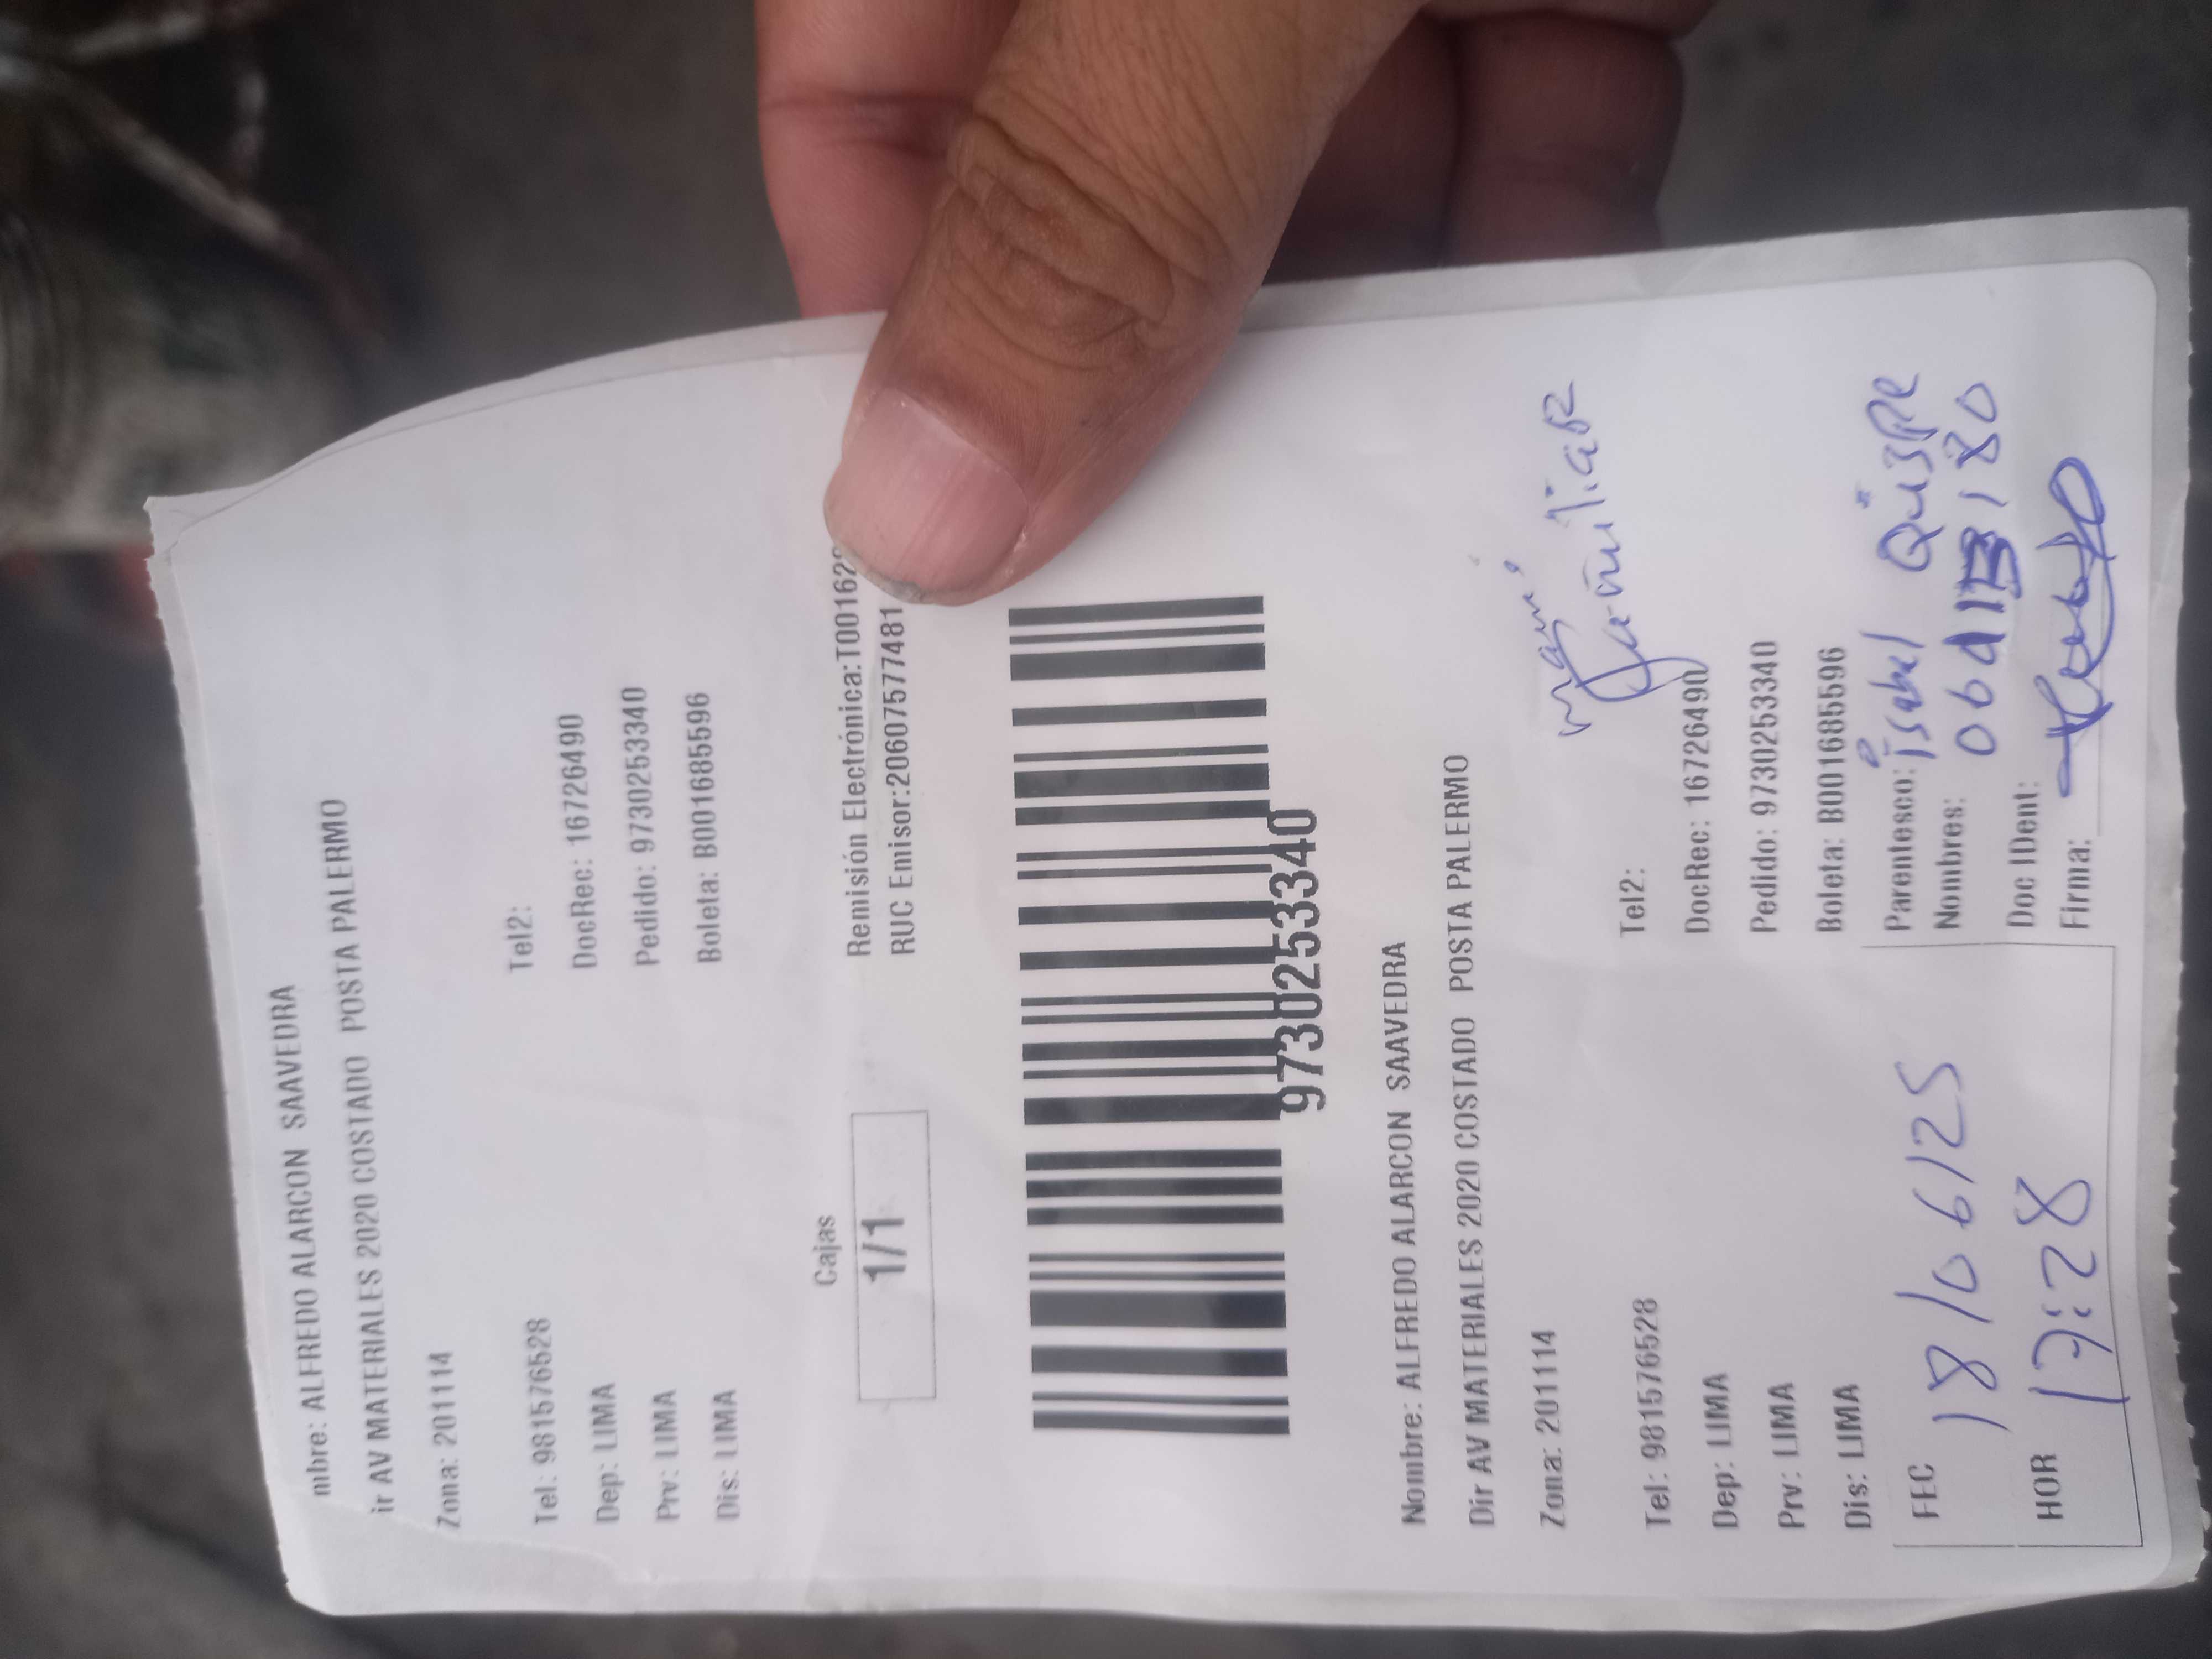 mbre: ALFREDO ALARCON SAAVEDRA
ir AV MATERIALES 2020 COSTADO POSTA PALERMO
Zona: 201114
Tel: 981576528 Tel2:
Dep: LIMA DocRec: 16726490
Prv: LIMA Pedido: 9730253340
Dis: LIMA Boleta: B001685596
Cajas
1/1
Remisión Electrónica:T00162
RUC Emisor:20607577481
9730253340
Nombre: ALFREDO ALARCON SAAVEDRA
Dir AV MATERIALES 2020 COSTADO POSTA PALERMO
Zona: 201114
Familiar
Tel: 981576528 Tel2:
Dep: LIMA DocRec: 16726490
Prv: LIMA Pedido: 9730253340
Dis: LIMA Boleta: B001685596
FEC 18/06/25
HOR 17:28
Parentesco: isabel Quispe
Nombres:
Doc IDent:
Firma: